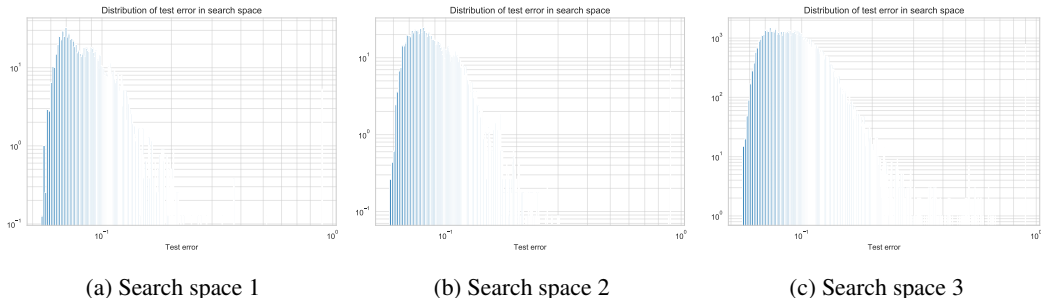 Distribution of test error in search space
10¹
10⁰
10⁻¹
10⁻¹
10⁰
Test error
(a) Search space 1
Distribution of test error in search space
10¹
10⁰
10⁻¹
10⁻¹
10⁰
Test error
(b) Search space 2
Distribution of test error in search space
10³
10²
10¹
10⁰
10⁻¹
10⁰
Test error
(c) Search space 3